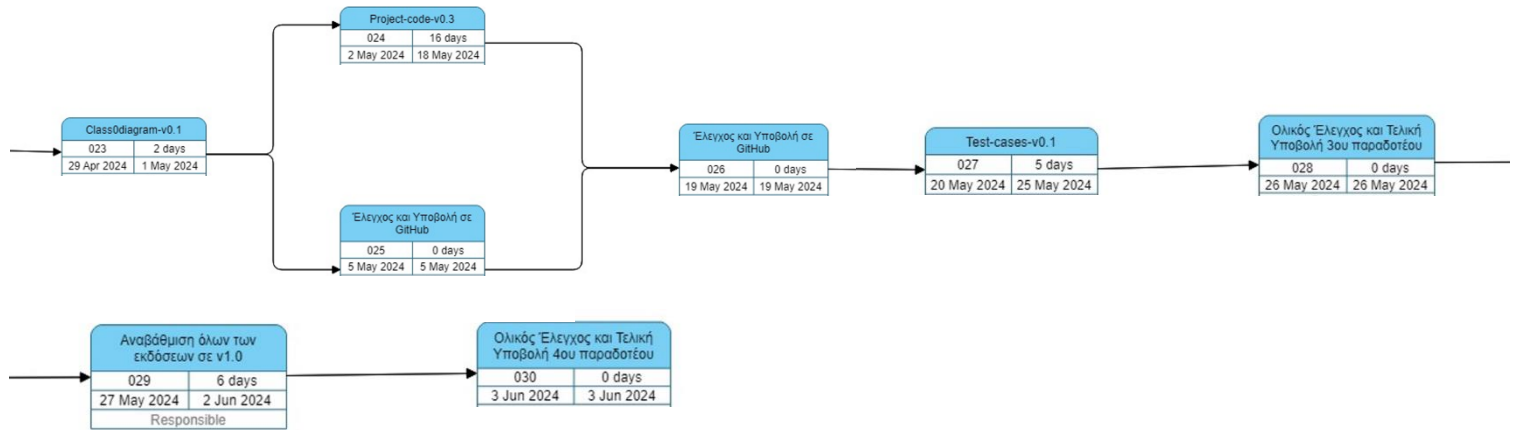 Project-code-v0.3
024 16 days
2 May 2024 18 May 2024
Class0diagram-v0.1
023 2 days
29 Apr 2024 1 May 2024
Έλεγχος και Υποβολή σε
GitHub
025 0 days
5 May 2024 5 May 2024
Έλεγχος και Υποβολή σε
GitHub
026 0 days
19 May 2024 19 May 2024
Test-cases-v0.1
027 5 days
20 May 2024 25 May 2024
Ολικός Έλεγχος και Τελική
Υποβολή 3ου παραδοτέου
028 0 days
26 May 2024 26 May 2024
Αναβάθμιση όλων των
εκδόσεων σε v1.0
029 6 days
27 May 2024 2 Jun 2024
Responsible
Ολικός Έλεγχος και Τελική
Υποβολή 4ου παραδοτέου
030 0 days
3 Jun 2024 3 Jun 2024